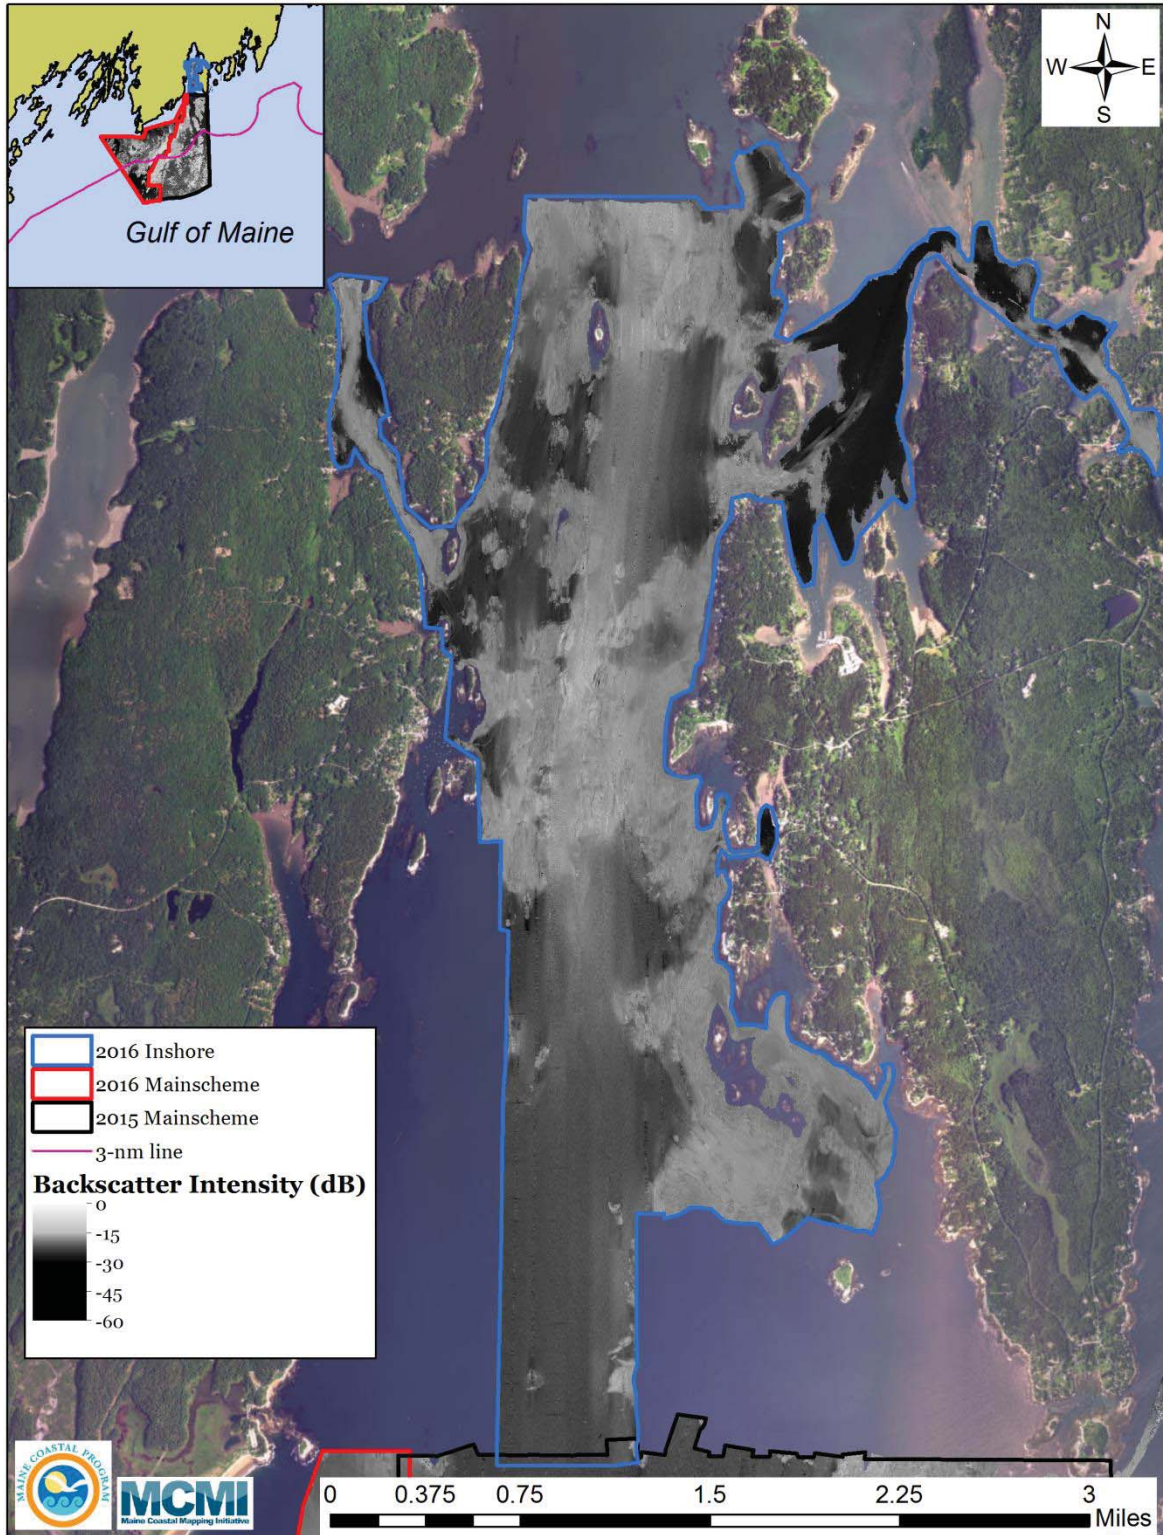 N
W E
S
Gulf of Maine
2016 Inshore
2016 Mainscheme
2015 Mainscheme
3-nm line
Backscatter Intensity (dB)
0
-15
-30
-45
-60
MAINE COASTAL PROGRAM
MCMI
Maine Coastal Mapping Initiative
0 0.375 0.75 1.5 2.25 3
Miles